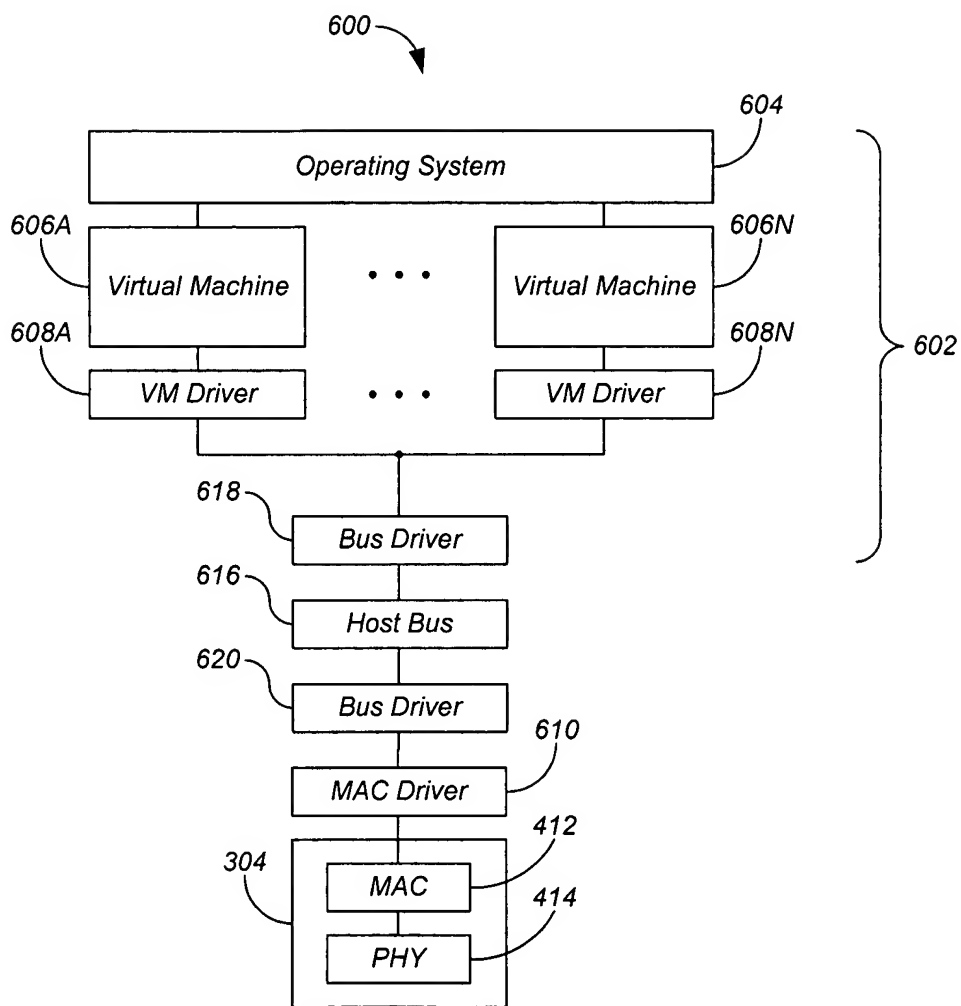 600
604
Operating System
606A
606N
Virtual Machine
• • •
Virtual Machine
608A
608N
602
VM Driver
• • •
VM Driver
618
Bus Driver
616
Host Bus
620
Bus Driver
610
MAC Driver
412
304
MAC
414
PHY